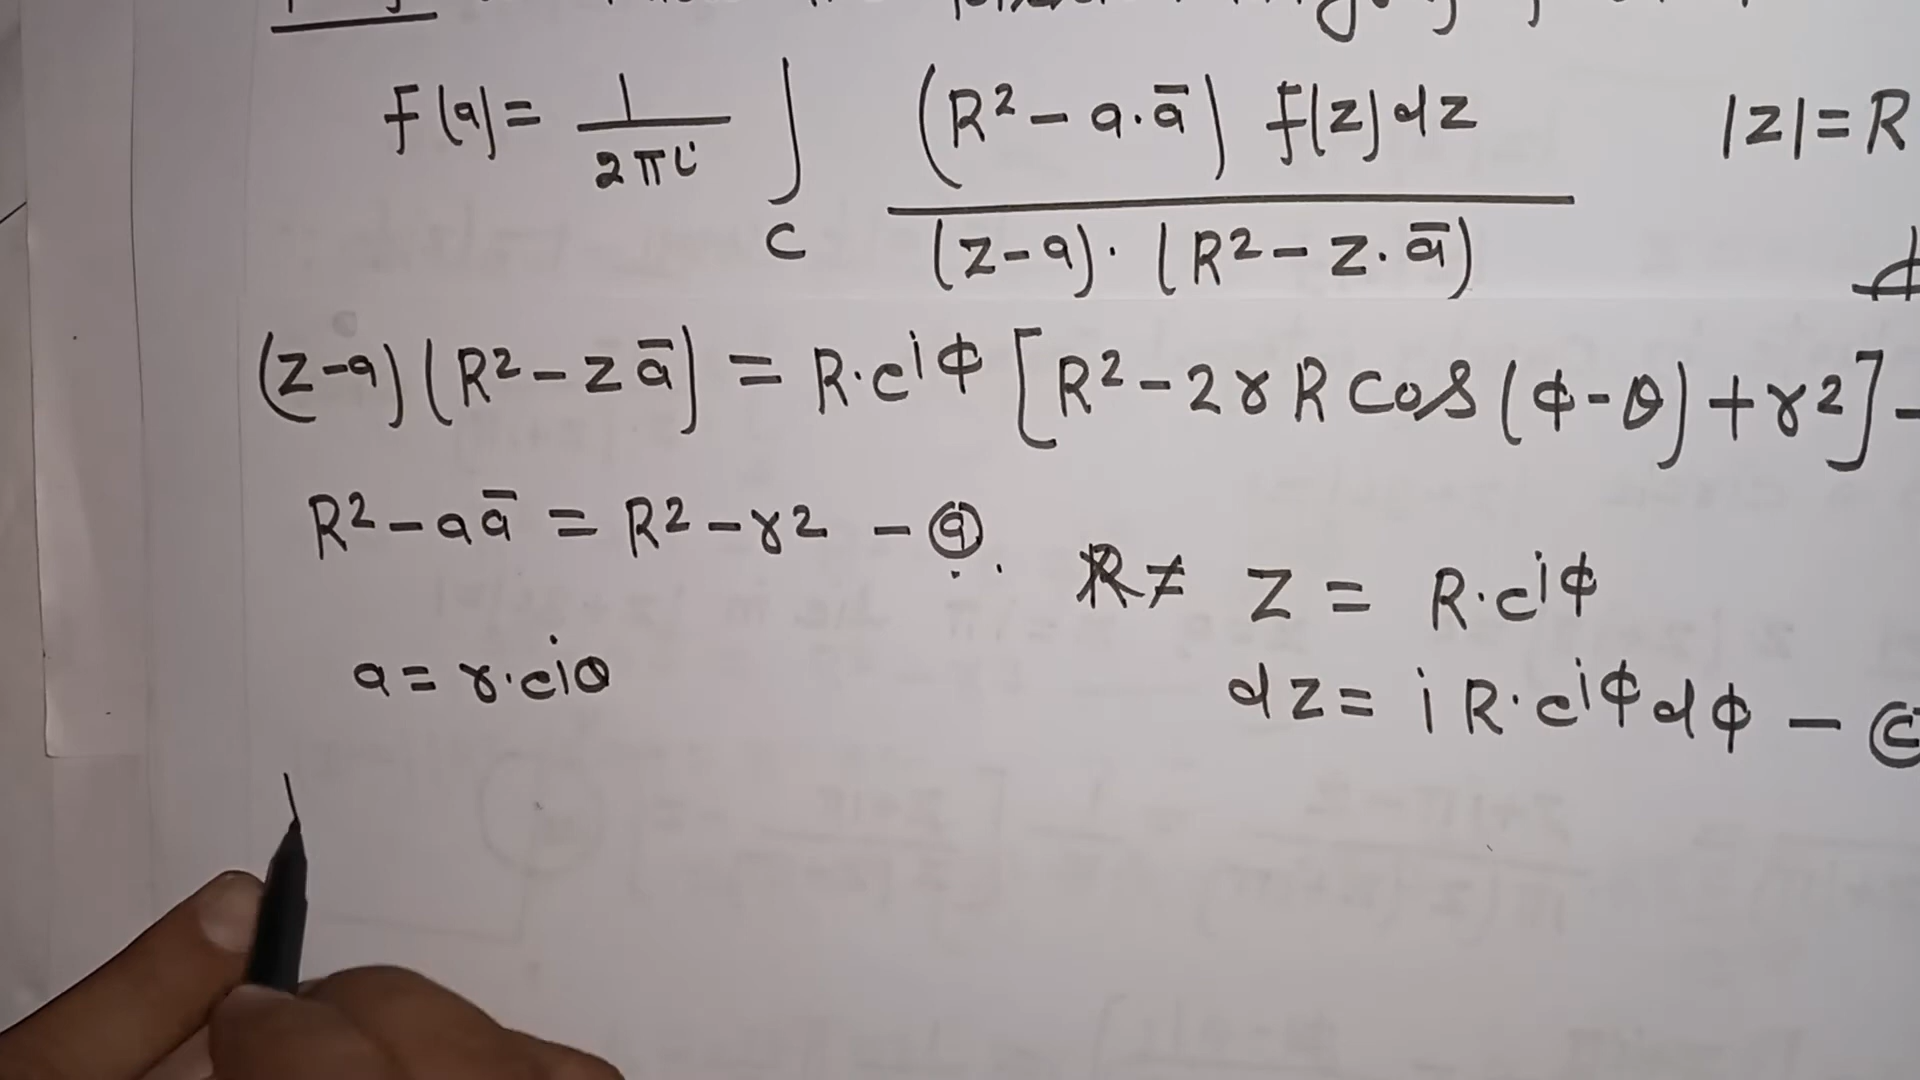 F(a) = 1/2πi ∫_C (R² - a.ā) f(z) dz / (z-a).(R² - z.ā) |z| = R
(z-a)(R² - zā) = R.e^iφ [R² - 2rR cos(φ-θ) + r²] -
R² - aā = R² - r² - ⓐ
R ≠ z = R.e^iφ
a = r.e^iθ
dz = iR.e^iφ dφ - ⓒ